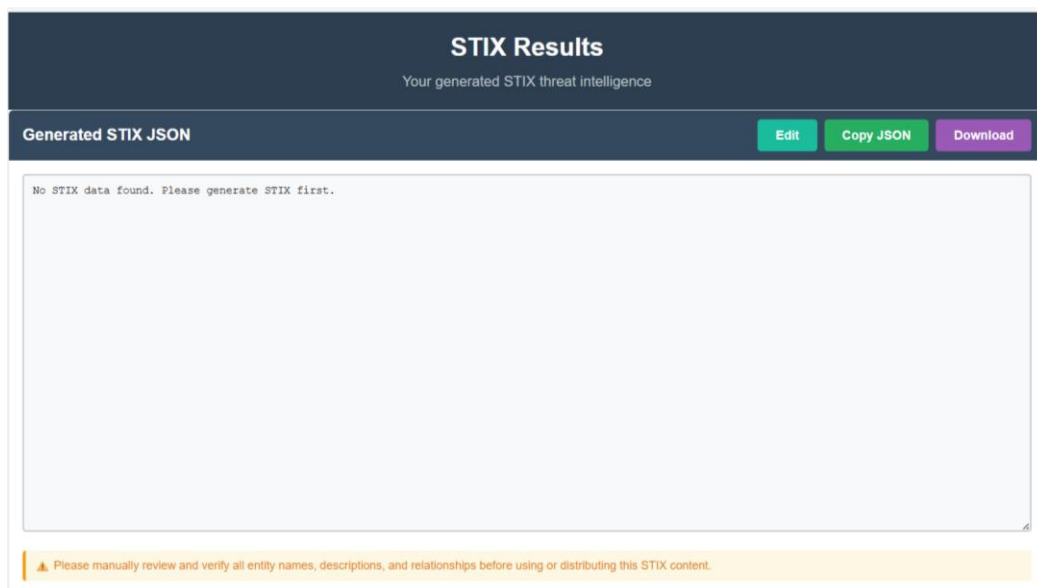 STIX Results
Your generated STIX threat intelligence
Generated STIX JSON
Edit
Copy JSON
Download
No STIX data found. Please generate STIX first.
Please manually review and verify all entity names, descriptions, and relationships before using or distributing this STIX content.